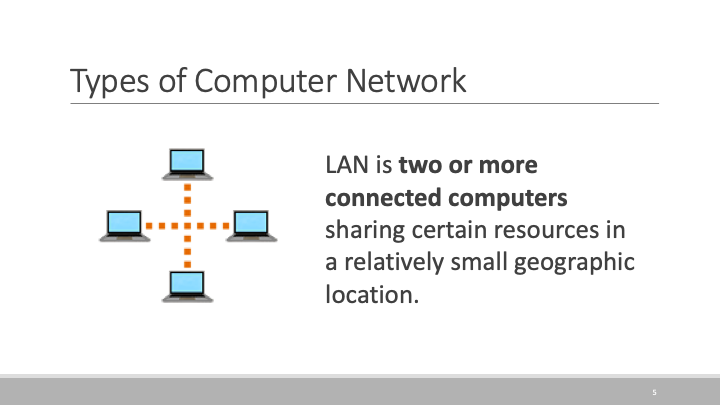 Types of Computer Network
LAN is two or more
connected computers
sharing certain resources in
a relatively small geographic
location.
5